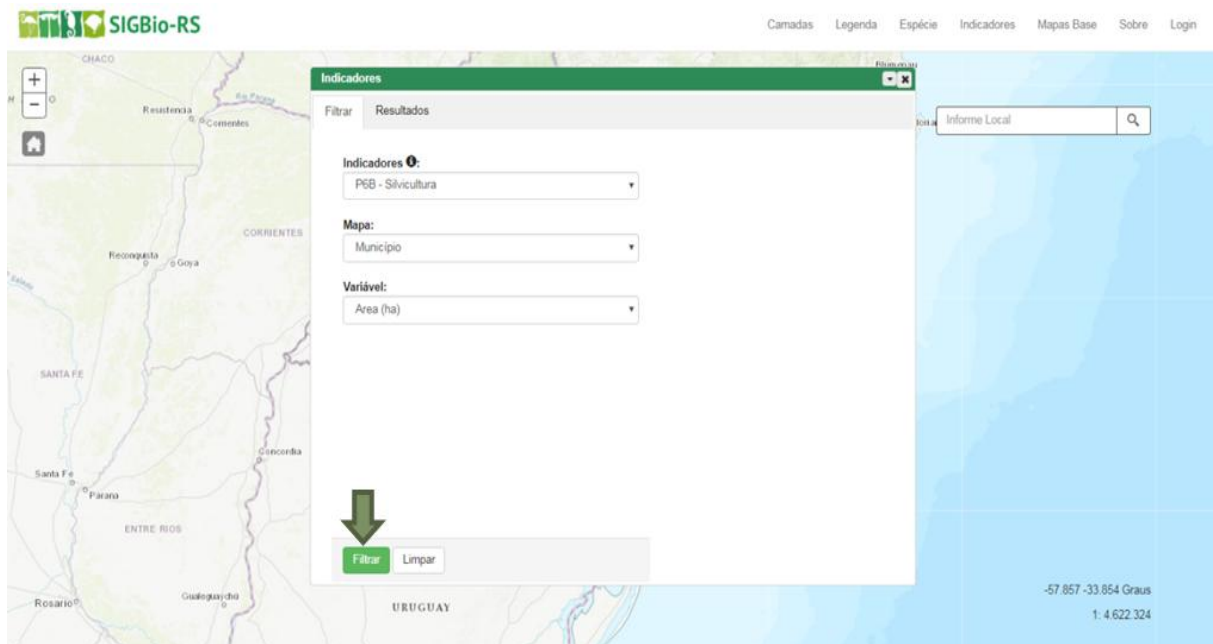 SIGBio-RS
Camadas Legenda Espécie Indicadores Mapas Base Sobre Login
CHACO
Resistencia
Corrientes
Indicadores
Filtrar Resultados
Informe Local
Indicadores :
P6B - Silvicultura
CORRIENTES
Mapa:
Município
Reconquista
Goya
Variável:
Area (ha)
SANTA FE
Concordia
Santa Fe
Parana
ENTRE RIOS
Filtrar Limpar
Gualeguaychú
Rosario
URUGUAY
-57.857 -33.854 Graus
1: 4.622.324